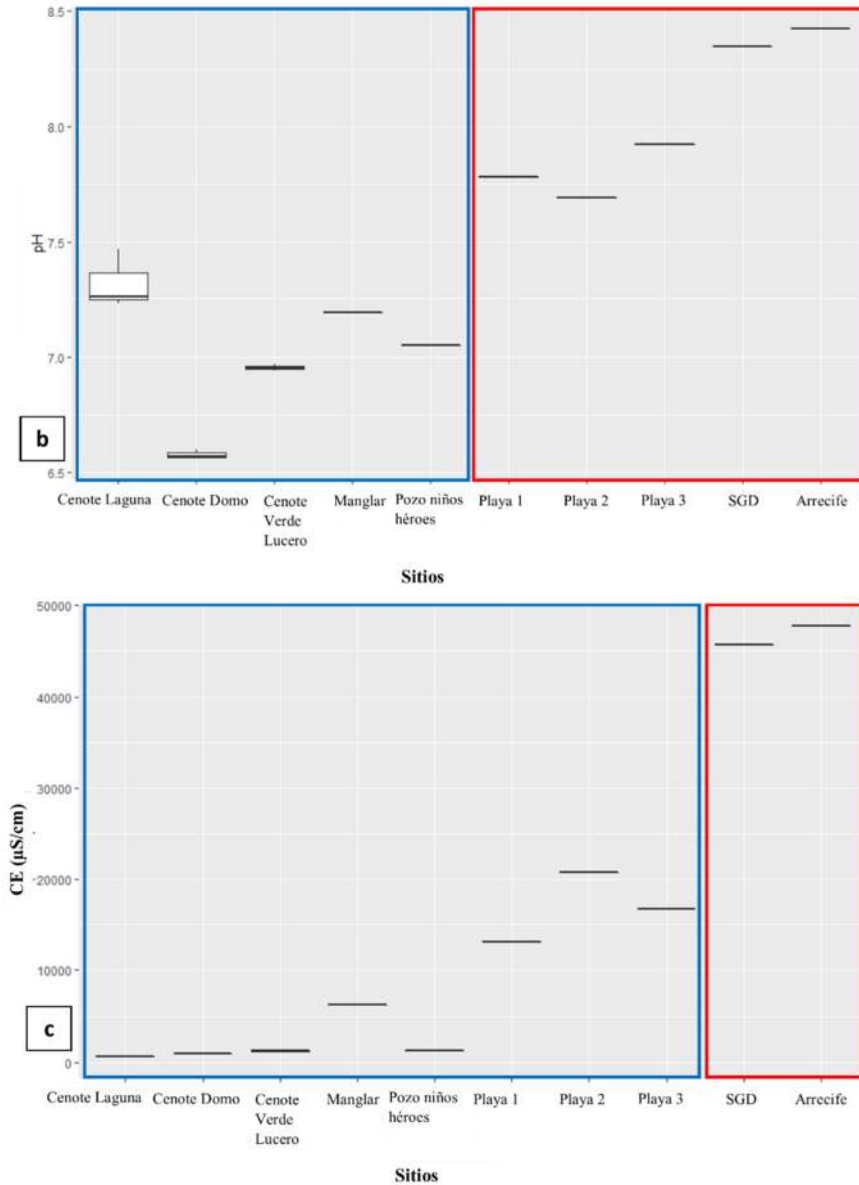 8.5
8.0
7.5
7.0
6.5
pH
b
Cenote Laguna Cenote Domo Cenote Verde Lucero Manglar Pozo niños héroes Playa 1 Playa 2 Playa 3 SGD Arrecife
Sitios
50000
40000
30000
20000
10000
0
CE (µS/cm)
c
Cenote Laguna Cenote Domo Cenote Verde Lucero Manglar Pozo niños héroes Playa 1 Playa 2 Playa 3 SGD Arrecife
Sitios